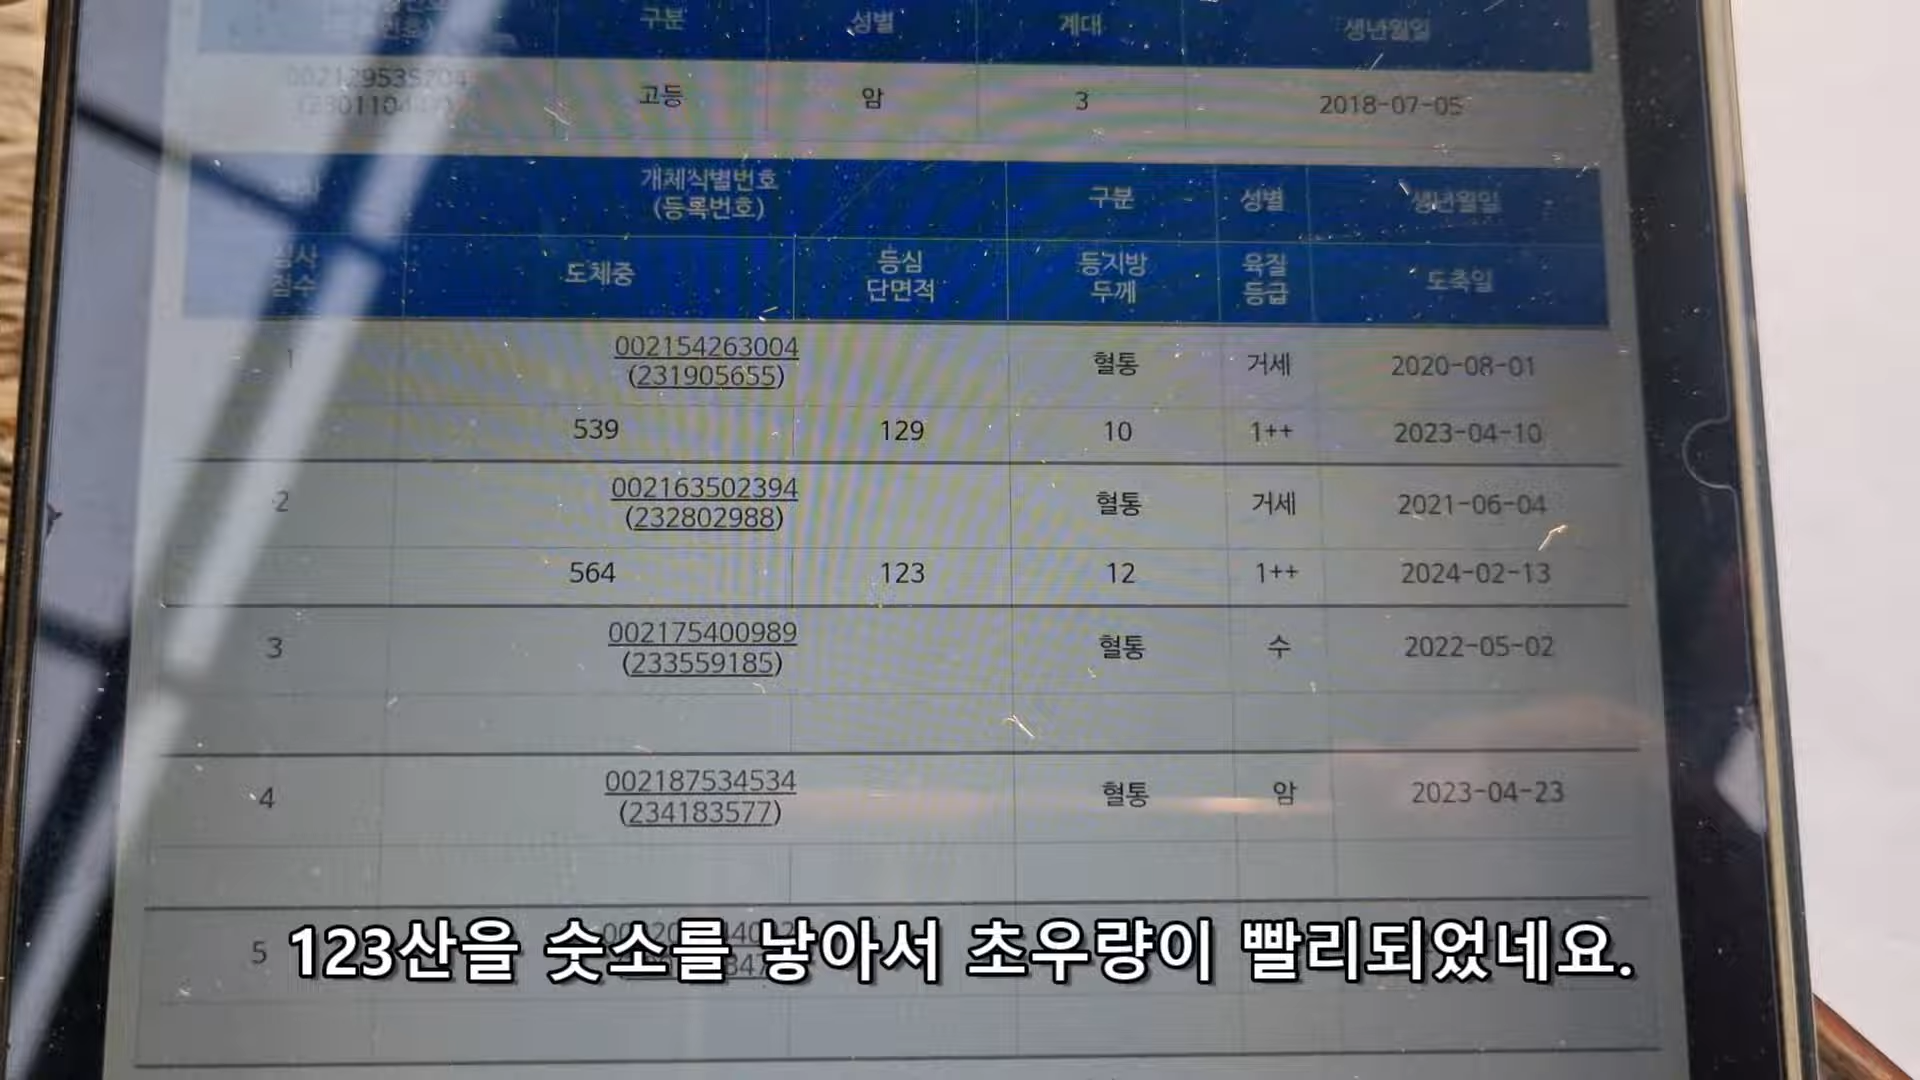 구분 성별 계대 생년월일
고등 암 3 2018-07-05
개체식별번호
(등록번호) 구분 성별 생년월일
도체중 등심
단면적 등지방
두께 육질
등급 도축일
1 002154263004
(231905655) 혈통 거세 2020-08-01
539 129 10 1++ 2023-04-10
2 002163502394
(232802988) 혈통 거세 2021-06-04
564 123 12 1++ 2024-02-13
3 002175400989
(233559185) 혈통 수 2022-05-02
4 002187534534
(234183577) 혈통 암 2023-04-23
5
123산을 숫소를 낳아서 초우량이 빨리되었네요.